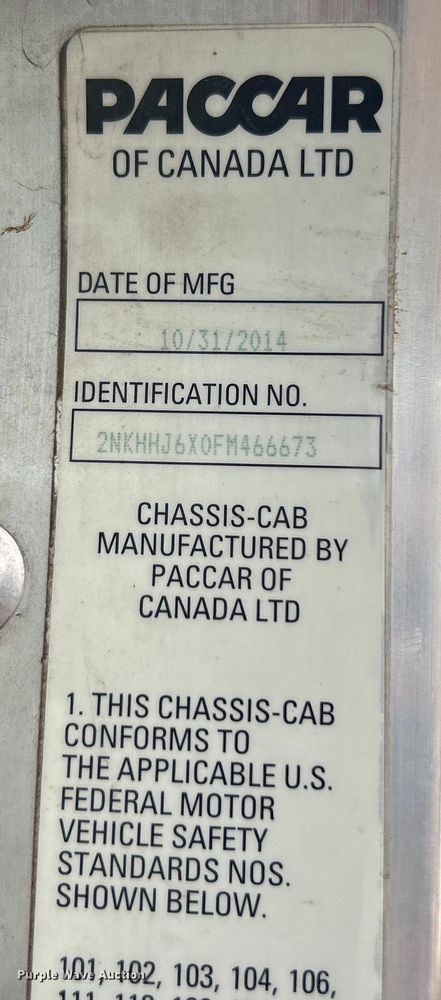 PACCAR
OF CANADA LTD
DATE OF MFG
10/31/2014
IDENTIFICATION NO.
2NKHHJ6X0FM466673
CHASSIS-CAB
MANUFACTURED BY
PACCAR OF
CANADA LTD
1. THIS CHASSIS-CAB
CONFORMS TO
THE APPLICABLE U.S.
FEDERAL MOTOR
VEHICLE SAFETY
STANDARDS NOS.
SHOWN BELOW.
101, 102, 103, 104, 106,
Purple Wave Auction